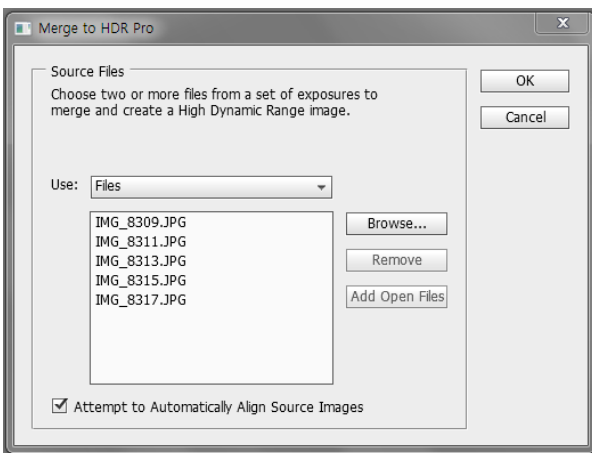 Merge to HDR Pro
X
Source Files
Choose two or more files from a set of exposures to
merge and create a High Dynamic Range image.
OK
Cancel
Use: Files
IMG_8309.JPG
IMG_8311.JPG
IMG_8313.JPG
IMG_8315.JPG
IMG_8317.JPG
Browse...
Remove
Add Open Files
Attempt to Automatically Align Source Images